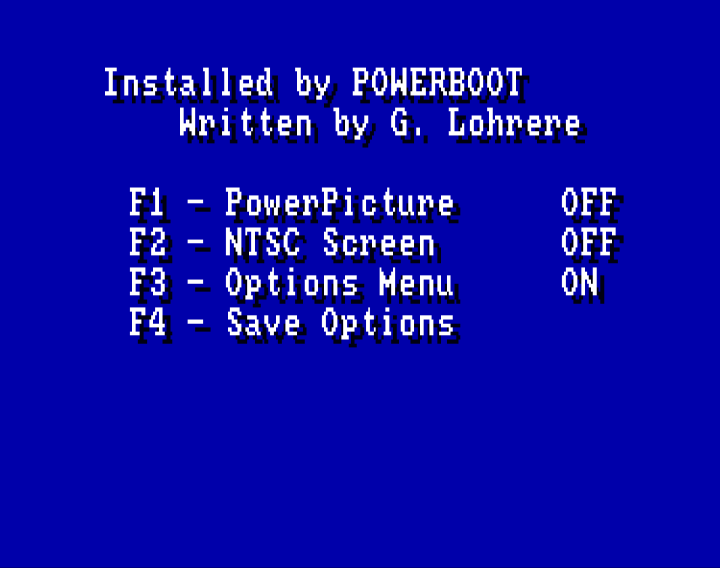 Installed by POWERBOOT
Written by G. Lohrere
F1 - PowerPicture OFF
F2 - NTSC Screen OFF
F3 - Options Menu ON
F4 - Save Options